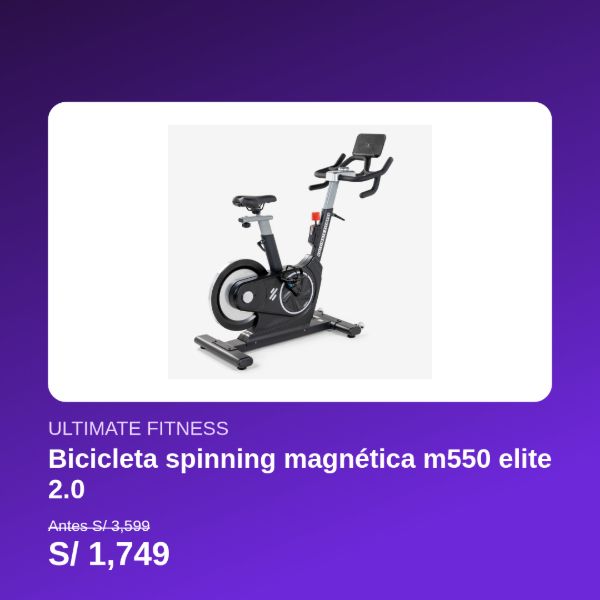 ULTIMATE FITNESS
Bicicleta spinning magnética m550 elite
2.0
Antes S/ 3,599
S/ 1,749